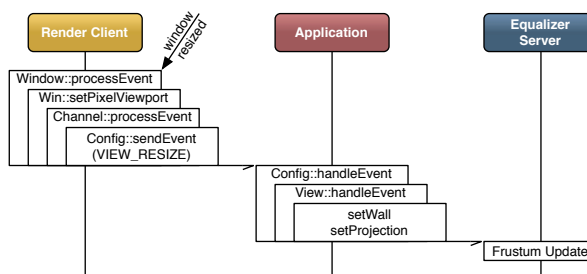 Render Client
Application
Equalizer
Server
window
resized
Window::processEvent
Win::setPixelViewport
Channel::processEvent
Config::sendEvent
(VIEW_RESIZE)
Config::handleEvent
View::handleEvent
setWall
setProjection
Frustum Update